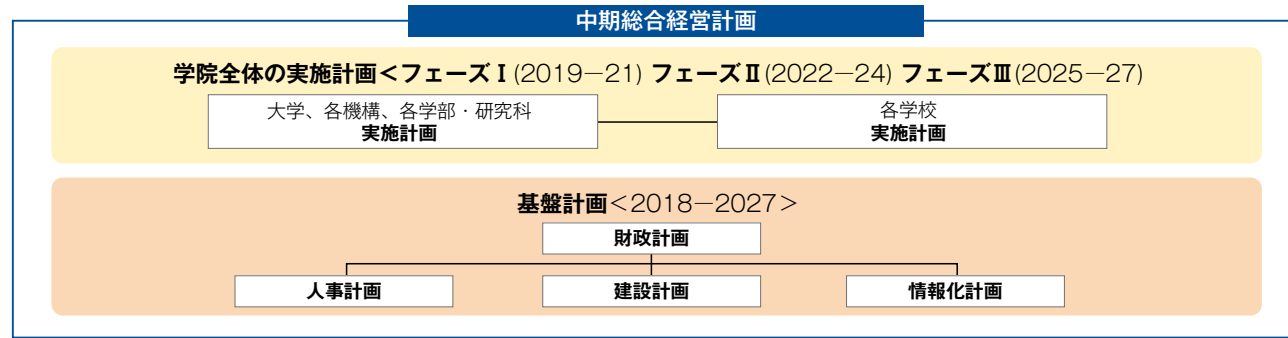 中期総合経営計画
学院全体の実施計画＜フェーズⅠ(2019－21) フェーズⅡ(2022－24) フェーズⅢ(2025－27)
大学、各機構、各学部・研究科
実施計画
各学校
実施計画
基盤計画＜2018－2027＞
財政計画
人事計画
建設計画
情報化計画